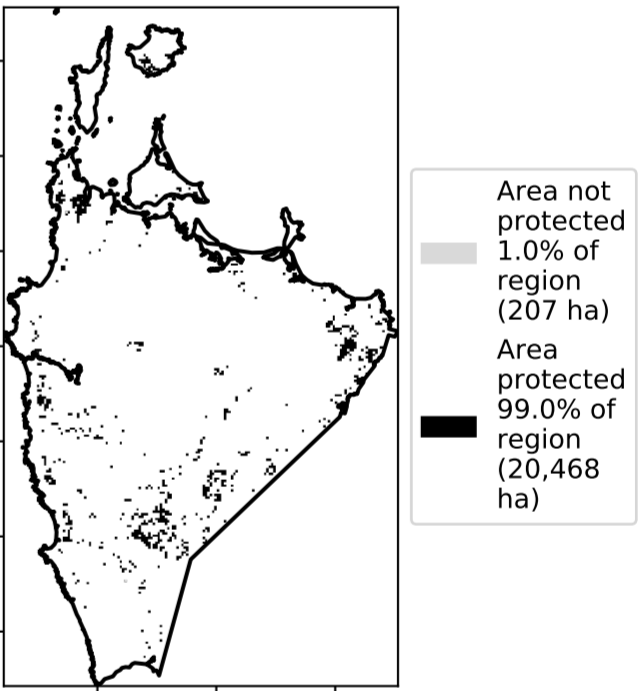 Area not
protected
1.0% of
region
(207 ha)
Area
protected
99.0% of
region
(20,468
ha)